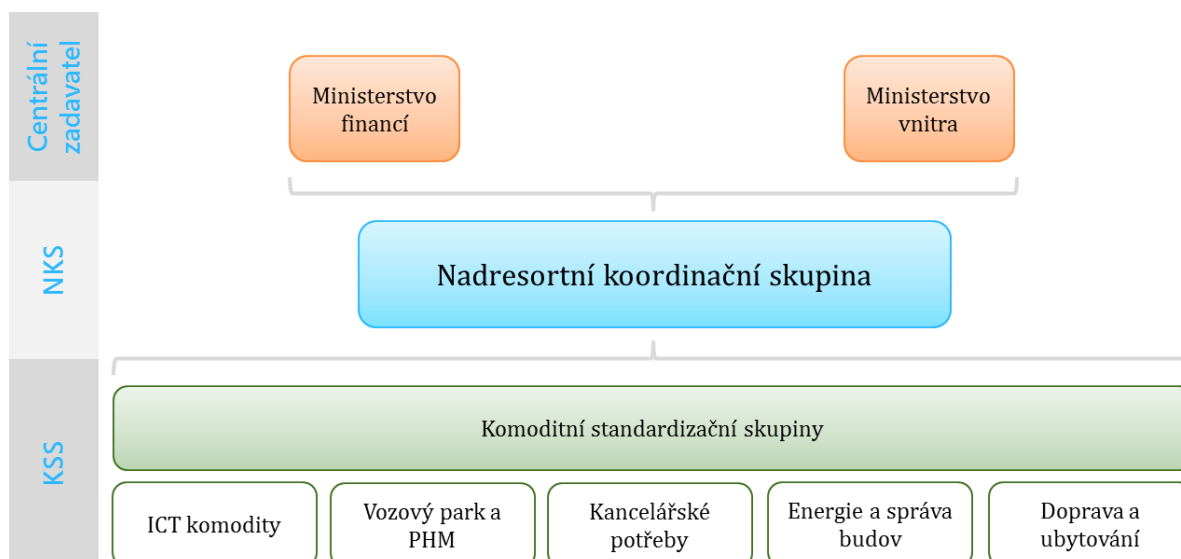 Centrální
zadavatel
Ministerstvo
financí
Ministerstvo
vnitra
NKS
Nadresortní koordinační skupina
KSS
Komoditní standardizační skupiny
ICT komodity
Vozový park a
PHM
Kancelářské
potřeby
Energie a správa
budov
Doprava a
ubytování